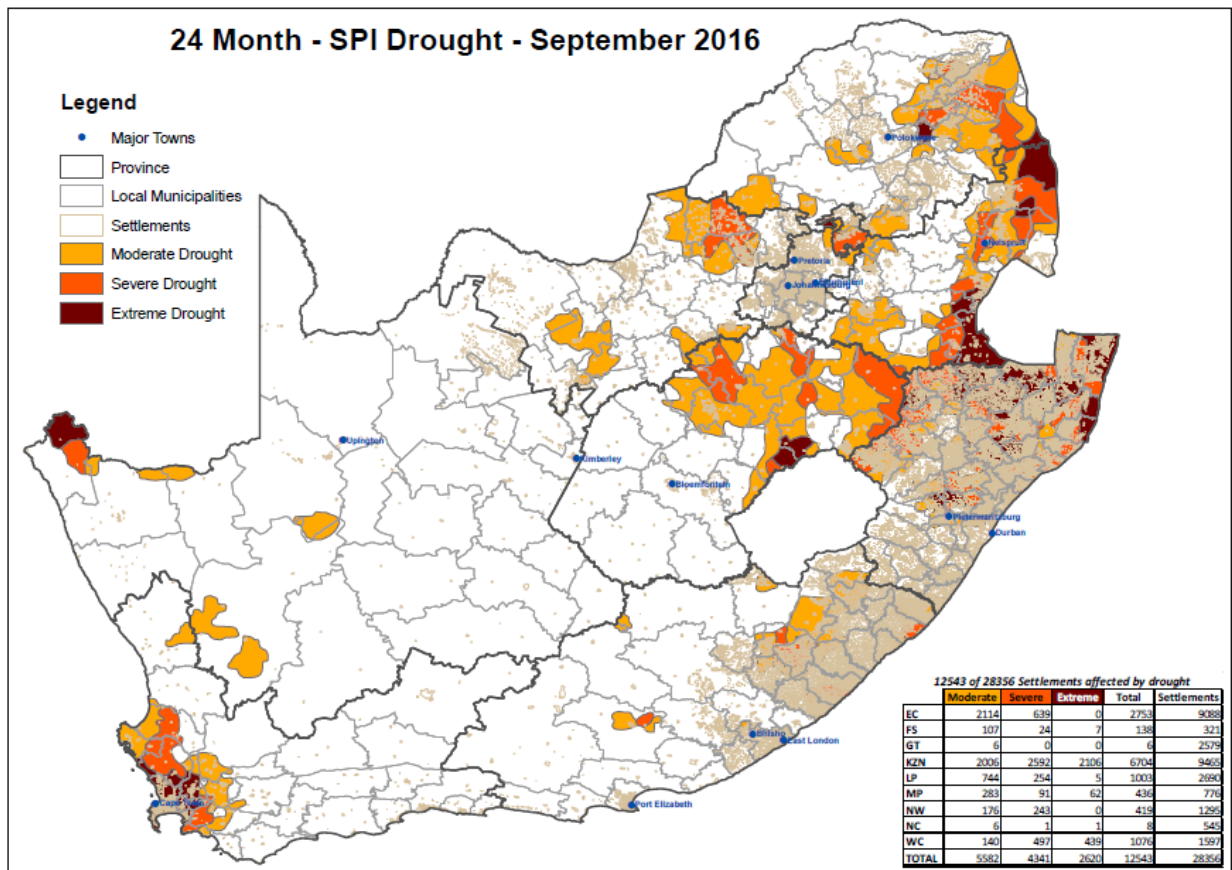 24 Month - SPI Drought - September 2016
Legend
Major Towns
Province
Local Municipalities
Settlements
Moderate Drought
Severe Drought
Extreme Drought
Polokwane
Nelspruit
Pretoria
Johannesburg
Upington
Kimberley
Bloemfontein
Pietermaritzburg
Durban
Bhisho
East London
Cape Town
Port Elizabeth
12543 of 28356 Settlements affected by drought
Moderate Severe Extreme Total Settlements
EC 2114 639 0 2753 9088
FS 107 24 7 138 321
GT 6 0 0 6 2579
KZN 2006 2592 2106 6704 9465
LP 744 254 5 1003 2690
MP 283 91 62 436 776
NW 176 243 0 419 1295
NC 6 1 1 8 545
WC 140 497 439 1076 1597
TOTAL 5582 4341 2620 12543 28356